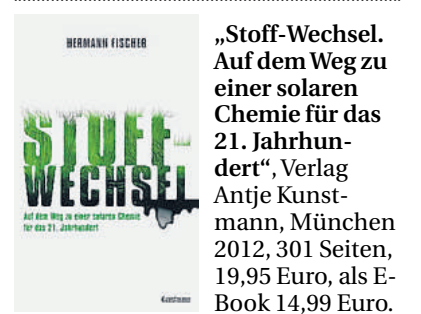 HERMANN FISCHER
STOFF-
WECHSEL
Auf dem Weg zu einer solaren Chemie
für das 21. Jahrhundert
Kunstmann
„Stoff-Wechsel.
Auf dem Weg zu
einer solaren
Chemie für das
21. Jahrhun-
dert“, Verlag
Antje Kunst-
mann, München
2012, 301 Seiten,
19,95 Euro, als E-
Book 14,99 Euro.